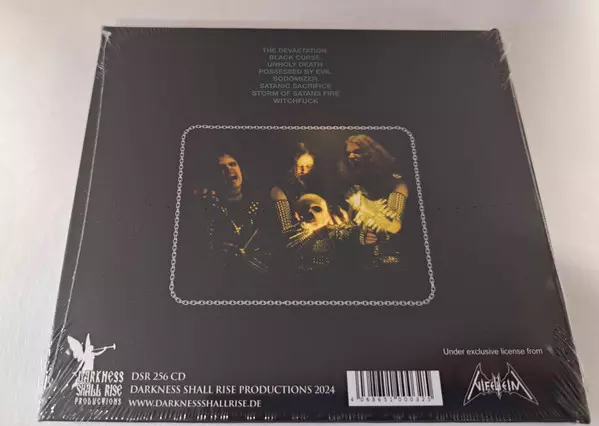 THE DEVASTATION
BLACK CURSE
UNHOLY DEATH
POSSESSED BY EVIL
SODOMIZER
SATANIC SACRIFICE
STORM OF SATANS FIRE
WITCHFUCK
Under exclusive license from
NIFELHEIM
DARKNESS
SHALL RISE
PRODUCTIONS
DSR 256 CD
DARKNESS SHALL RISE PRODUCTIONS 2024
WWW.DARKNESSSHALLRISE.DE